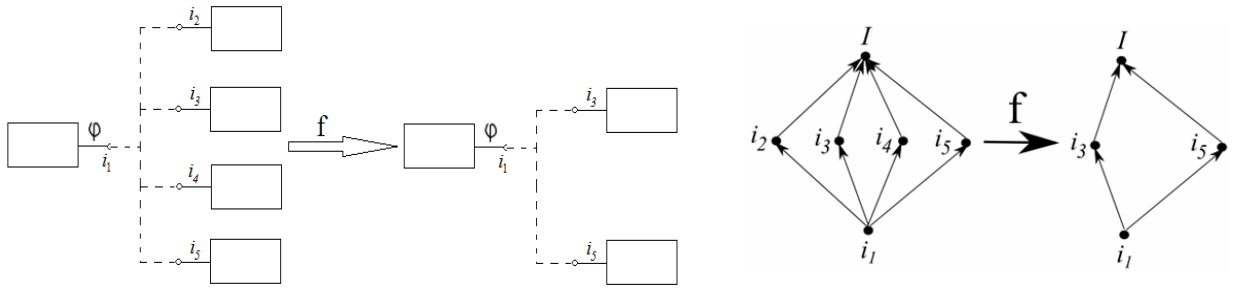 i₂
i₃
φ
i₁
i₄
i₅
f
i₃
φ
i₁
i₅
I
i₂
i₃
i₄
i₅
i₁
f
I
i₃
i₅
i₁